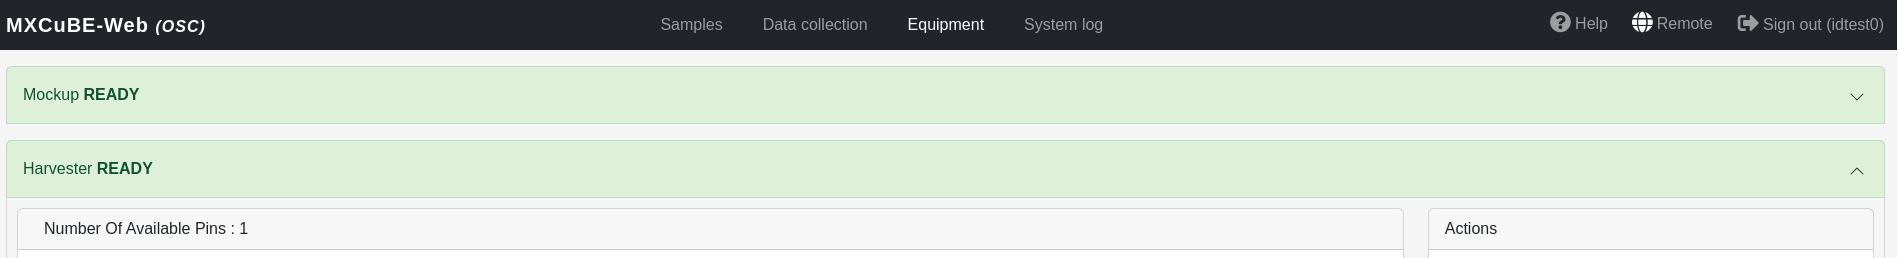 MXCuBE-Web (OSC) Samples Data collection Equipment System log Help Remote Sign out (idtest0)
Mockup READY
Harvester READY
Number Of Available Pins : 1 Actions